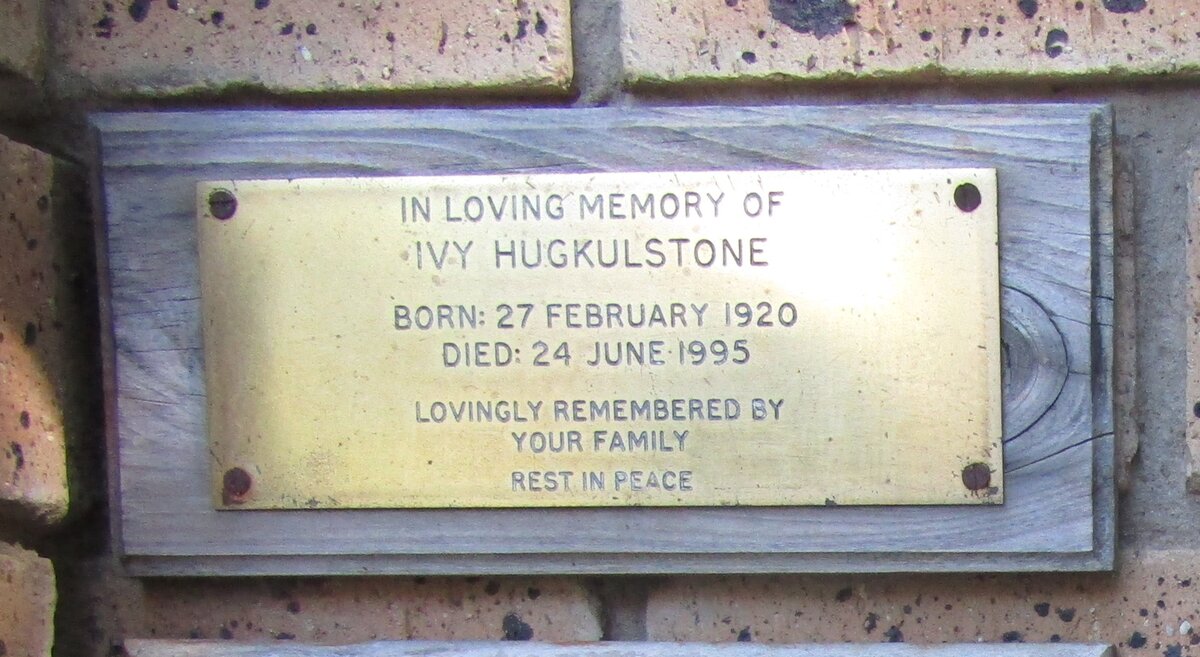 IN LOVING MEMORY OF
IVY HUGKULSTONE
BORN: 27 FEBRUARY 1920
DIED: 24 JUNE 1995
LOVINGLY REMEMBERED BY
YOUR FAMILY
REST IN PEACE